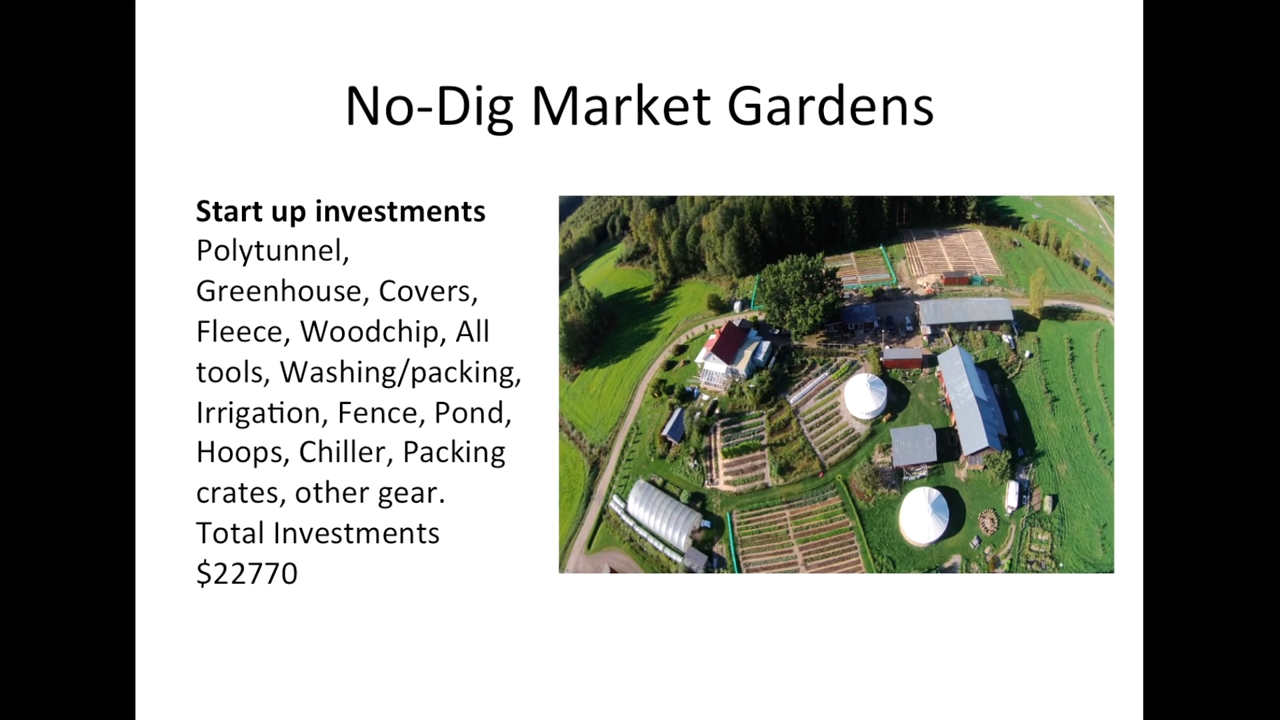 No-Dig Market Gardens
Start up investments
Polytunnel,
Greenhouse, Covers,
Fleece, Woodchip, All
tools, Washing/packing,
Irrigation, Fence, Pond,
Hoops, Chiller, Packing
crates, other gear.
Total Investments
$22770